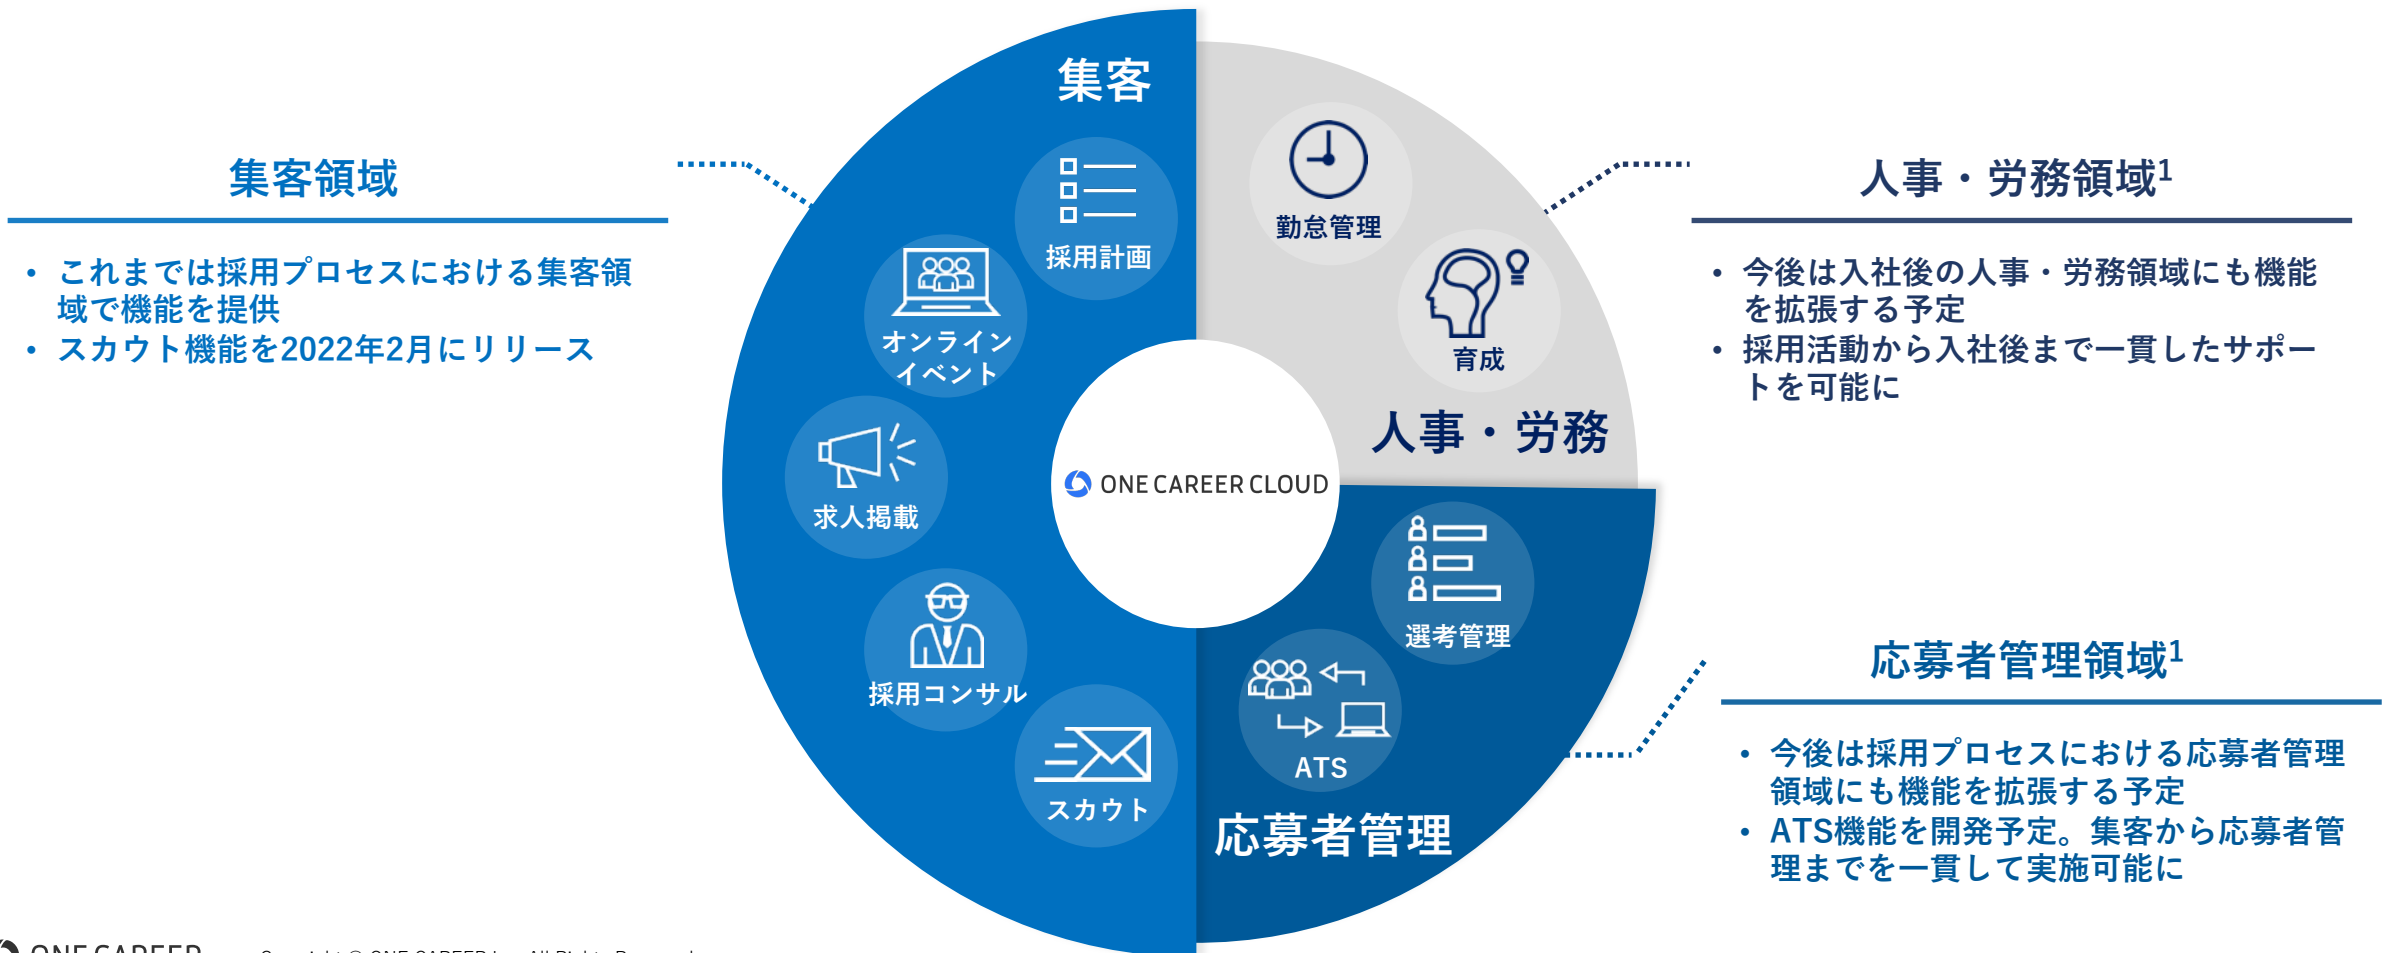 集客領域
• これまでは採用プロセスにおける集客領
域で機能を提供
• スカウト機能を2022年2月にリリース
集客
採用計画
オンライン
イベント
求人掲載
採用コンサル
スカウト
ONE CAREER CLOUD
勤怠管理
育成
人事・労務
選考管理
ATS
応募者管理
人事・労務領域1
• 今後は入社後の人事・労務領域にも機能
を拡張する予定
• 採用活動から入社後まで一貫したサポー
トを可能に
応募者管理領域1
• 今後は採用プロセスにおける応募者管理
領域にも機能を拡張する予定
• ATS機能を開発予定。集客から応募者管
理までを一貫して実施可能に
ONE CAREER
Copyright © ONE CAREER Inc. All Rights Reserved.